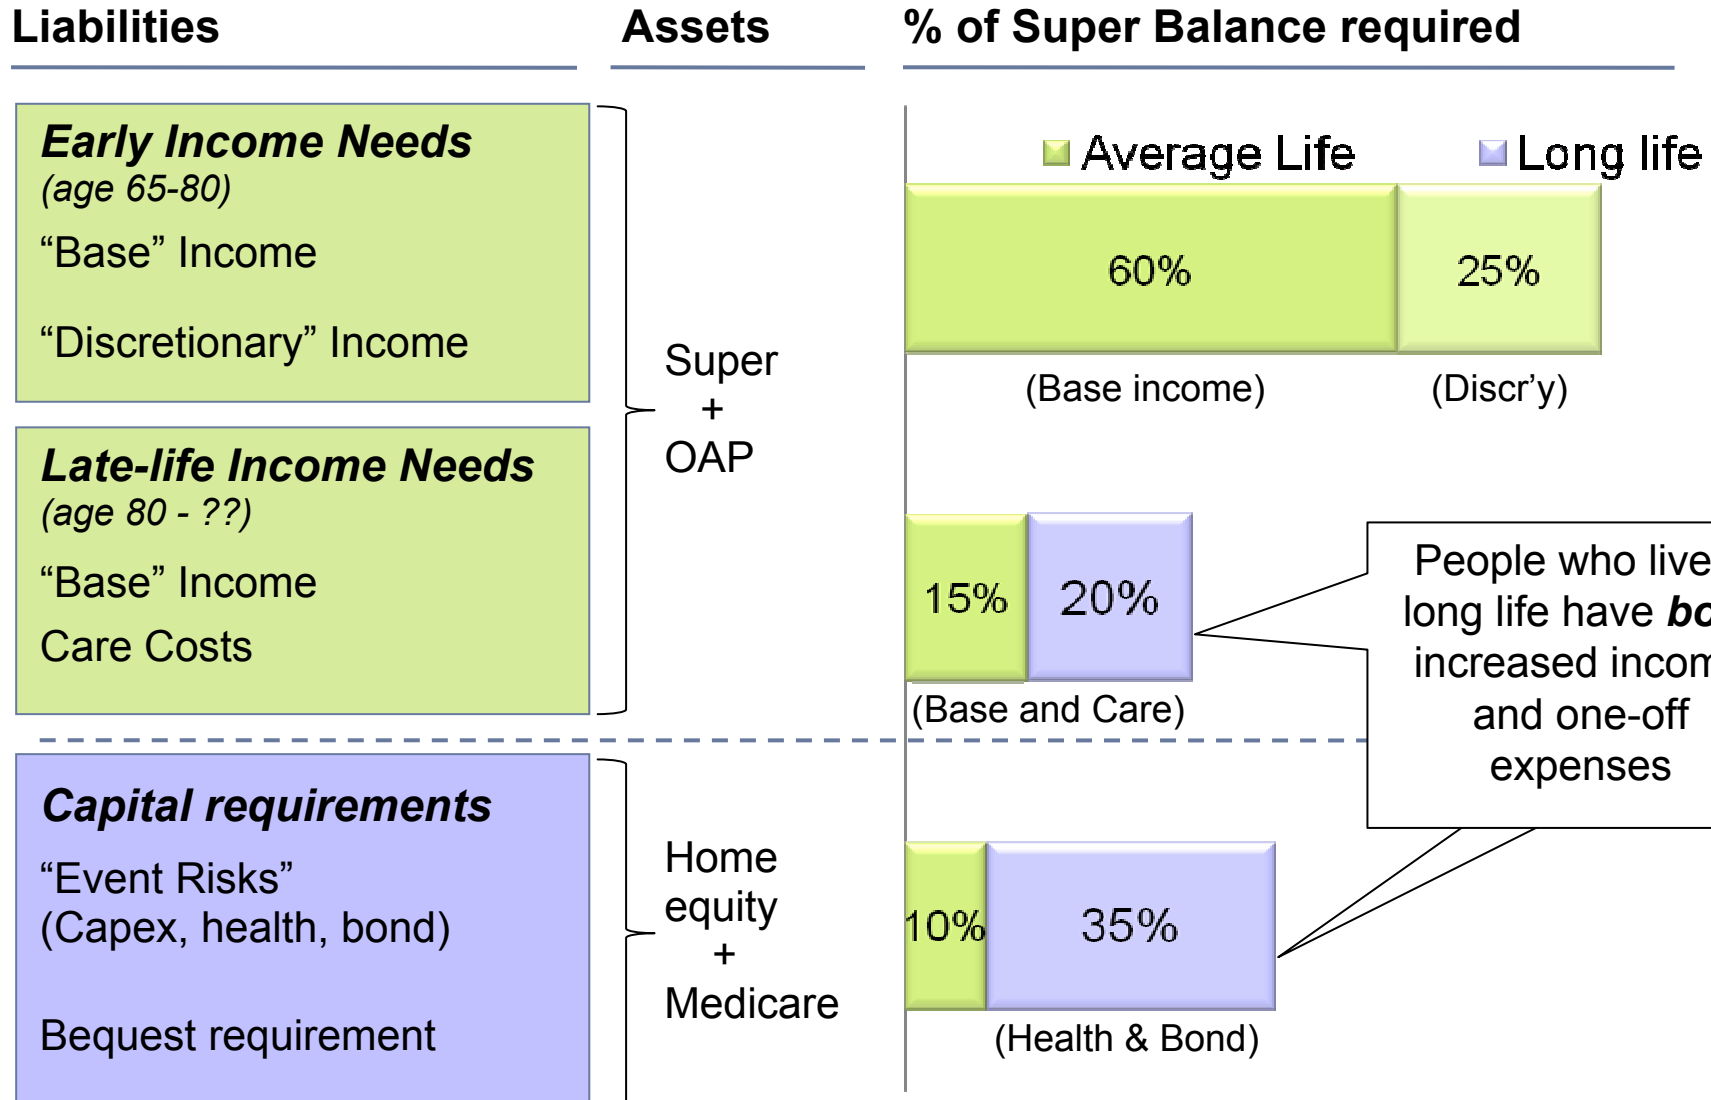 Liabilities
Assets
% of Super Balance required
Early Income Needs
(age 65-80)
“Base” Income
“Discretionary” Income
Late-life Income Needs
(age 80 - ??)
“Base” Income
Care Costs
Capital requirements
“Event Risks”
(Capex, health, bond)
Bequest requirement
Super
+
OAP
Home
equity
+
Medicare
Average Life
Long life
60%
25%
(Base income)
(Discr’y)
15%
20%
(Base and Care)
10%
35%
(Health & Bond)
People who live
long life have
increased
and one-off
expenses